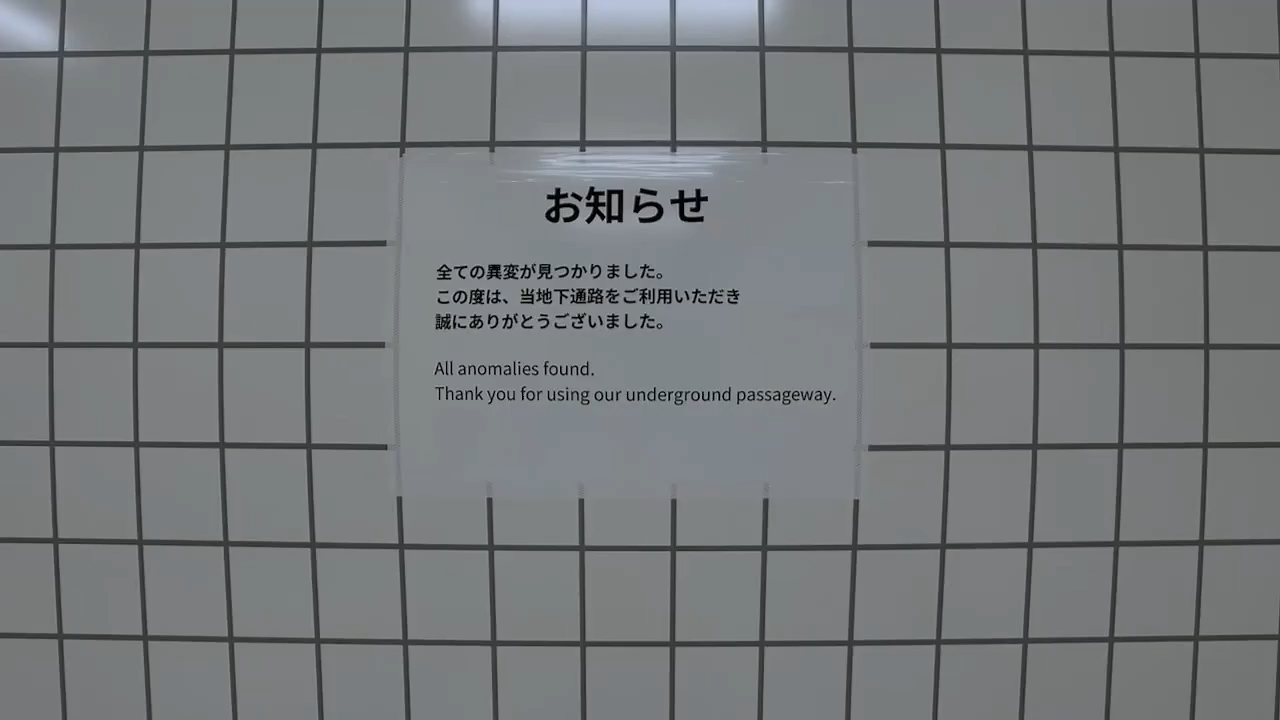 お知らせ
全ての異変が見つかりました。
この度は、当地下通路をご利用いただき
誠にありがとうございました。
All anomalies found.
Thank you for using our underground passageway.